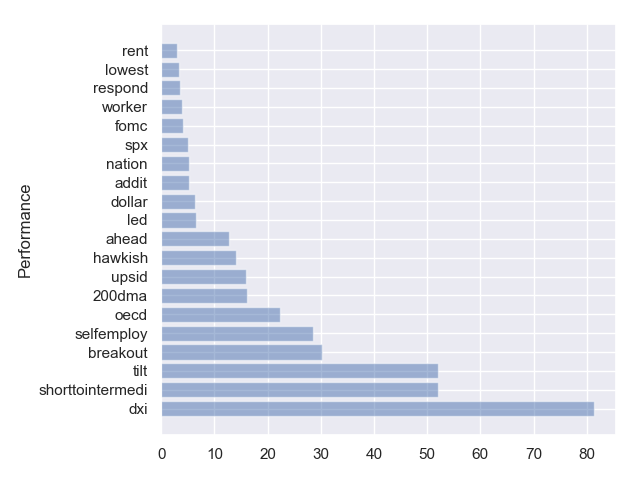 Performance
rent
lowest
respond
worker
fomc
spx
nation
addit
dollar
led
ahead
hawkish
upsid
200dma
oecd
selfemploy
breakout
tilt
shorttointermedi
dxi
0 10 20 30 40 50 60 70 80